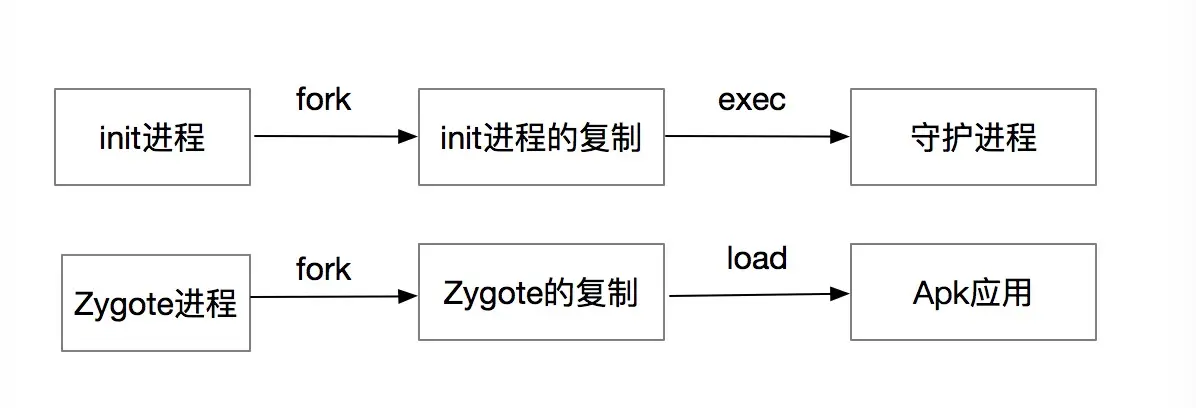 fork
exec
init进程
init进程的复制
守护进程
fork
load
Zygote进程
Zygote的复制
Apk应用